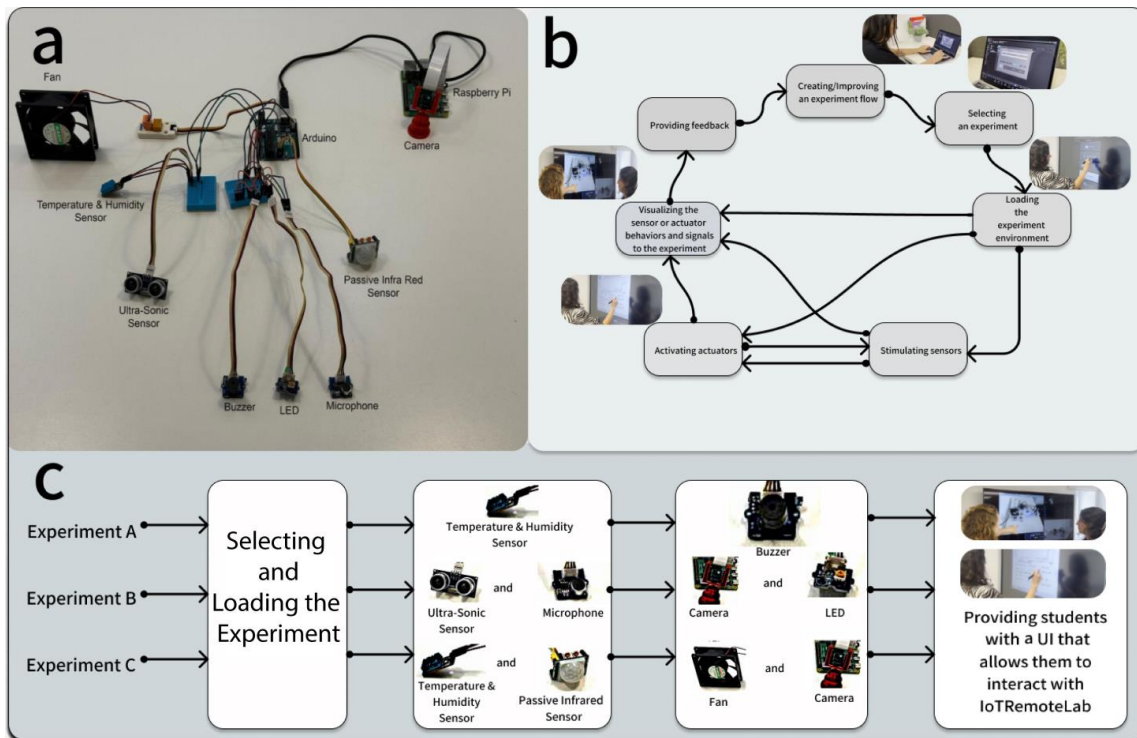 a
Fan
Raspberry Pi
Arduino
Camera
Temperature & Humidity
Sensor
Passive Infra Red
Sensor
Ultra-Sonic
Sensor
Buzzer
LED
Microphone
b
Creating/Improving
an experiment flow
Providing feedback
Selecting
an experiment
Visualizing the
sensor or actuator
behaviors and signals
to the experiment
Loading
the
experiment
environment
Activating actuators
Stimulating sensors
C
Experiment A
Experiment B
Experiment C
Selecting
and
Loading the
Experiment
Temperature & Humidity
Sensor
and
Ultra-Sonic
Sensor
Microphone
and
Temperature &
Humidity
Sensor
Passive Infrared
Sensor
Buzzer
and
Camera
LED
and
Fan
Camera
Providing students
with a UI that
allows them to
interact with
IoTRemoteLab